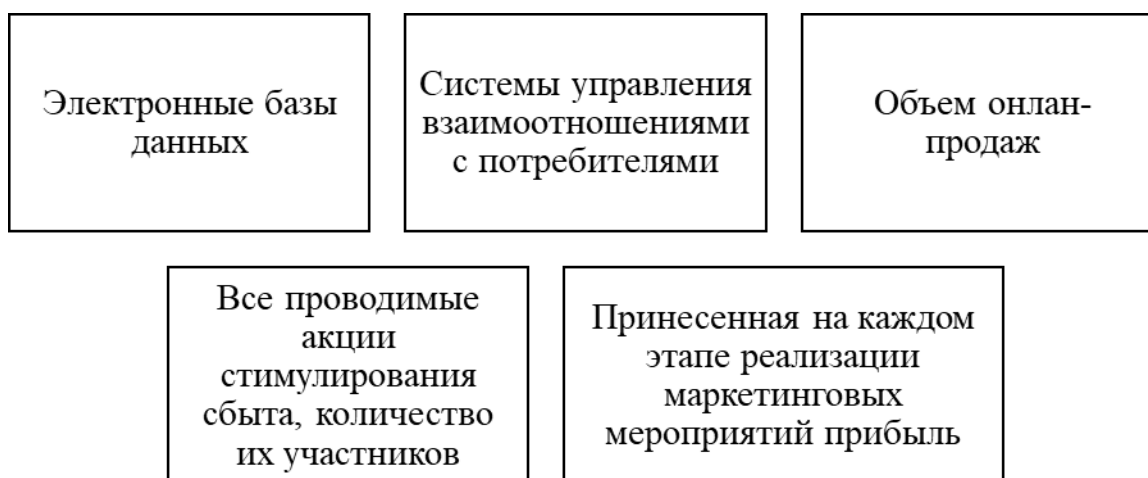 Электронные базы
данных
Системы управления
взаимоотношениями
с потребителями
Объем онлан-
продаж
Все проводимые
акции
стимулирования
сбыта, количество
их участников
Принесенная на каждом
этапе реализации
маркетинговых
мероприятий прибыль